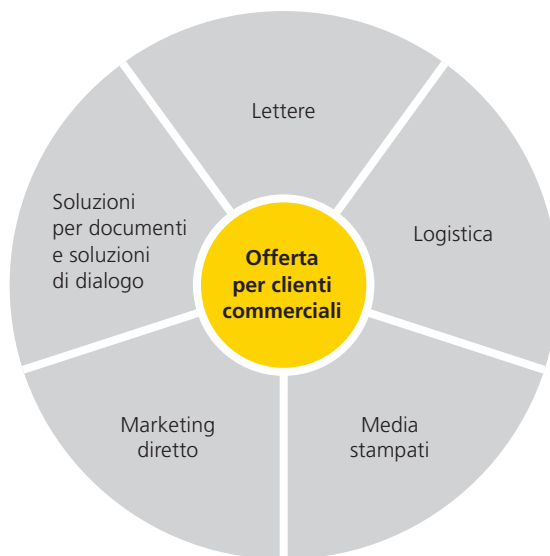 Lettere
Soluzioni
per documenti
e soluzioni
di dialogo
Offerta
per clienti
commerciali
Logistica
Marketing
diretto
Media
stampati